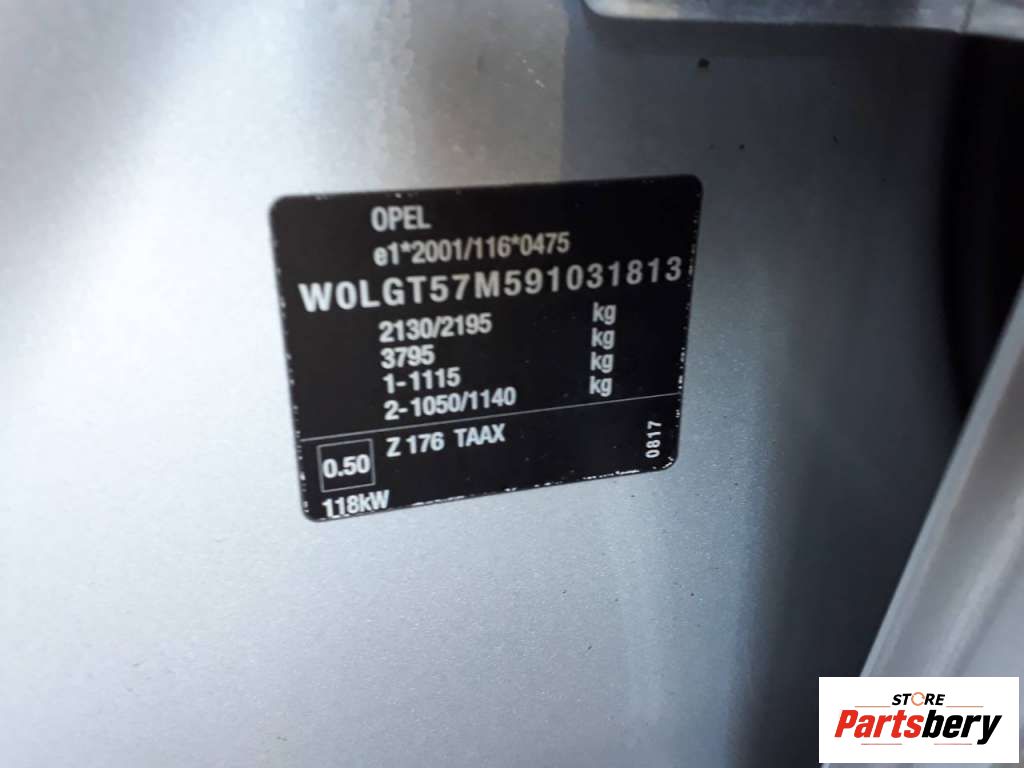 OPEL
e1*2001/116*0475
W0LGT57M591031813
2130/2195 kg
3795 kg
1-1115 kg
2-1050/1140 kg
0.50 Z 176 TAAX 0817
118kW
STORE
Partsbery